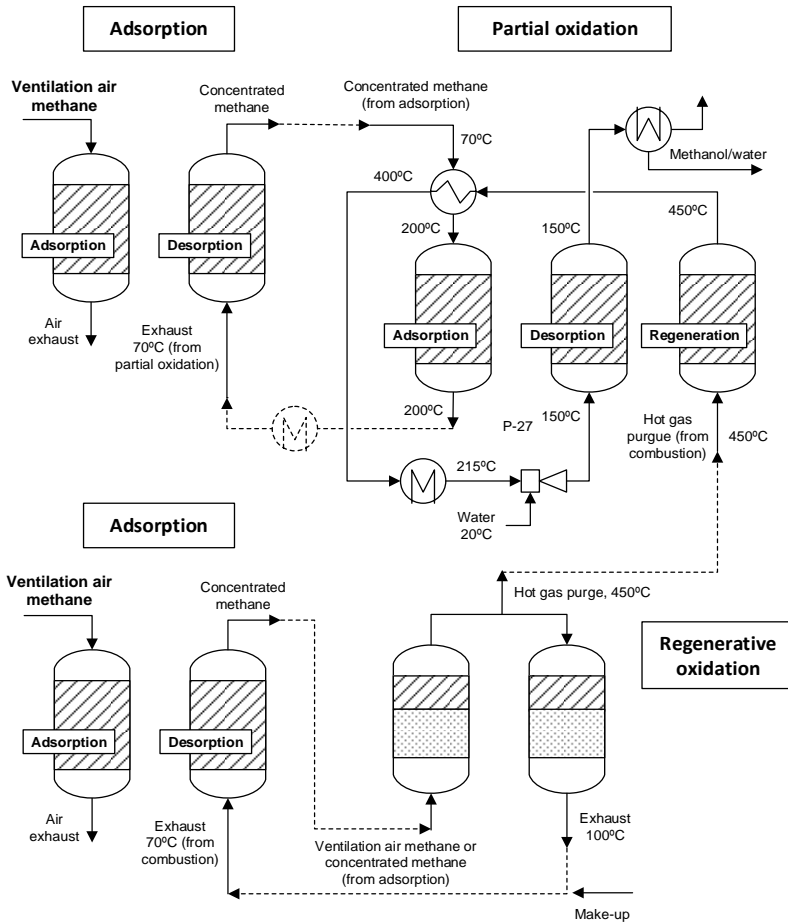 Adsorption
Partial oxidation
Ventilation air
methane
Concentrated
methane
Concentrated methane
(from adsorption)
70ºC
400ºC
Methanol/water
200ºC
150ºC
450ºC
Adsorption
Desorption
Adsorption
Desorption
Regeneration
Air
exhaust
Exhaust
70ºC (from
partial oxidation)
200ºC
P-27
150ºC
Hot gas
purgue (from
combustion)
450ºC
215ºC
Water
20ºC
Adsorption
Ventilation air
methane
Concentrated
methane
Hot gas purge, 450ºC
Regenerative
oxidation
Adsorption
Desorption
Air
exhaust
Exhaust
70ºC (from
combustion)
Ventilation air methane or
concentrated methane
(from adsorption)
Exhaust
100ºC
Make-up